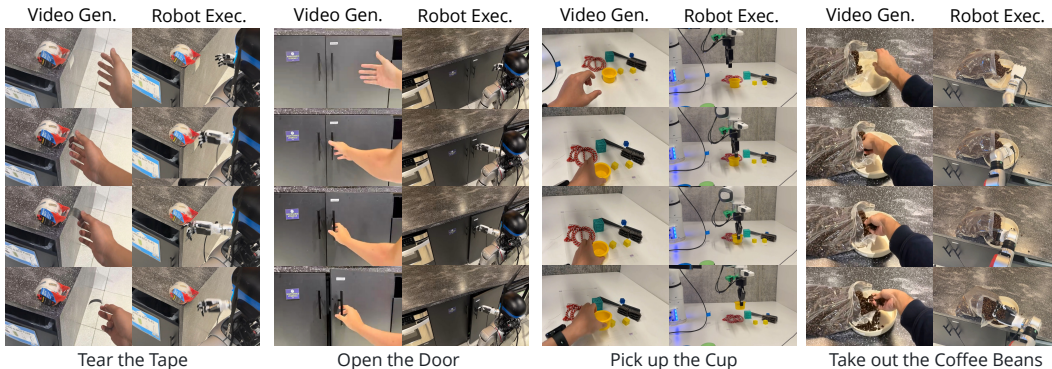 Video Gen. Robot Exec. Video Gen. Robot Exec. Video Gen. Robot Exec. Video Gen. Robot Exec.
Tear the Tape Open the Door Pick up the Cup Take out the Coffee Beans